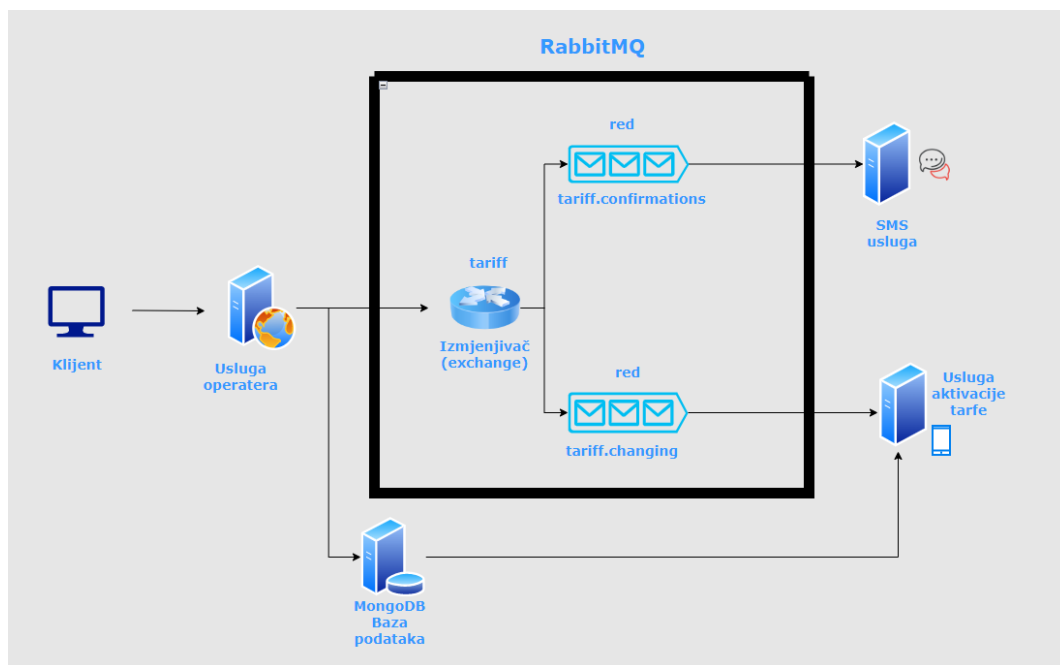 RabbitMQ
red
tariff.confirmations
SMS
usluga
tariff
Izmjenjivač
(exchange)
Klijent
Usluga
operatera
red
tariff.changing
Usluga
aktivacije
tarfe
MongoDB
Baza
podataka